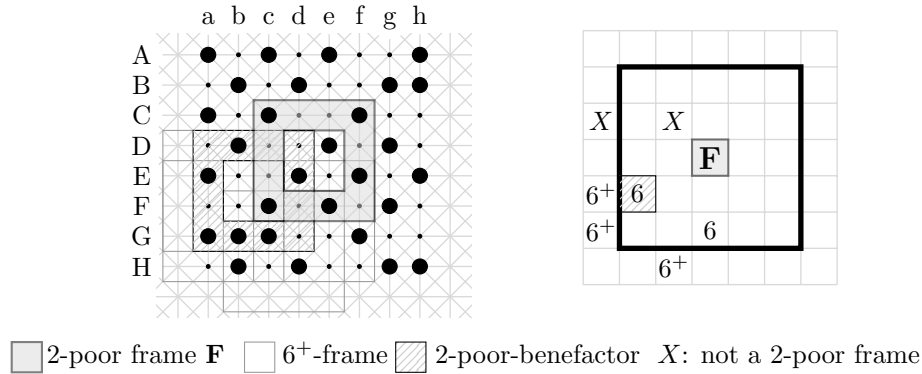 a b c d e f g h
A
B
C
D
E
F
G
H
X X
F
6⁺ 6
6⁺ 6
6⁺
2-poor frame F 6⁺-frame 2-poor-benefactor X: not a 2-poor frame